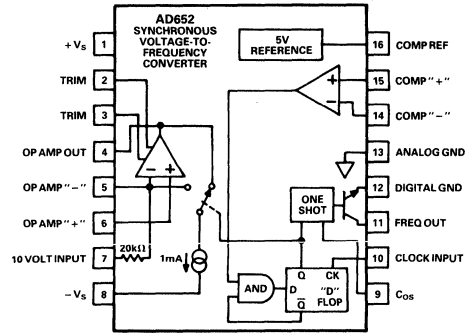 AD652
SYNCHRONOUS
VOLTAGE-TO-
FREQUENCY
CONVERTER
5V
REFERENCE
+VS 1
TRIM 2
TRIM 3
OP AMP OUT 4
OP AMP "–" 5
OP AMP "+" 6
10 VOLT INPUT 7
–VS 8
16 COMP REF
15 COMP "+"
14 COMP "–"
13 ANALOG GND
12 DIGITAL GND
11 FREQ OUT
10 CLOCK INPUT
9 COS
+
–
– +
20kΩ
1mA
ONE
SHOT
AND
Q CK
D "D"
FLOP
Q̅